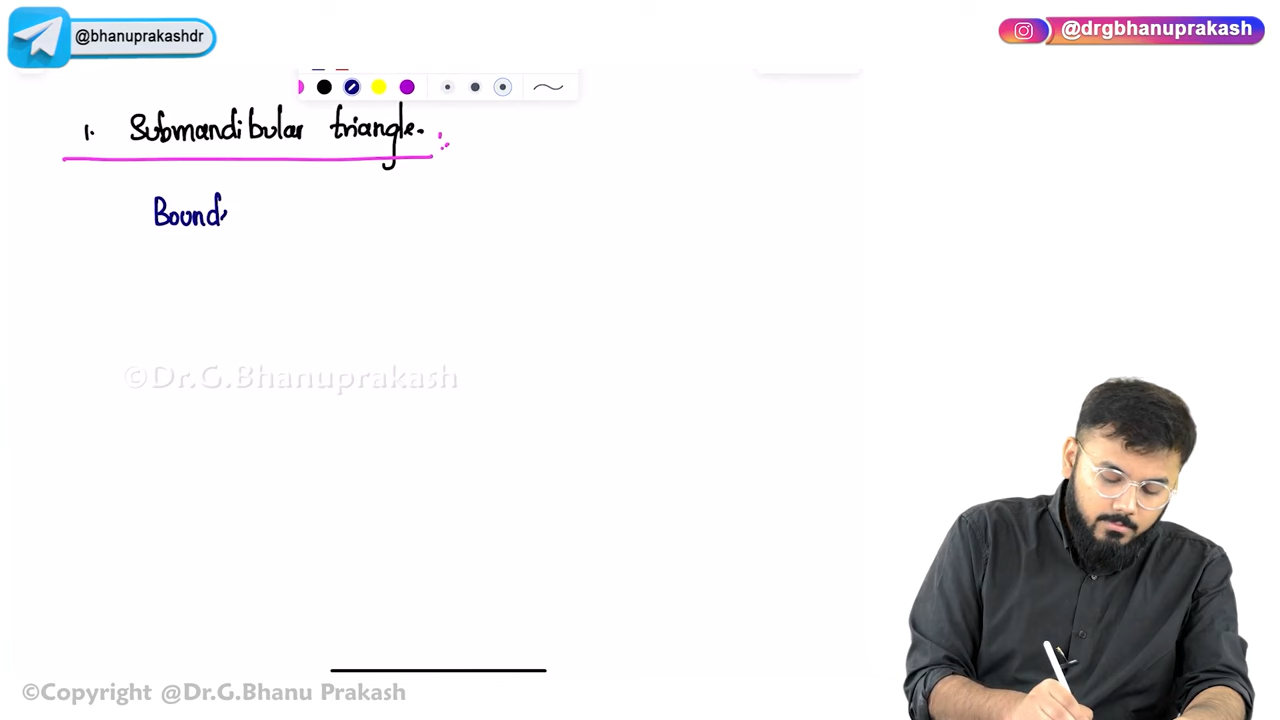 @bhanuprakashdr
@drgbhanuprakash
1. Submandibular triangle.
Bound
©Dr.G.Bhanuprakash
©Copyright @Dr.G.Bhanu Prakash